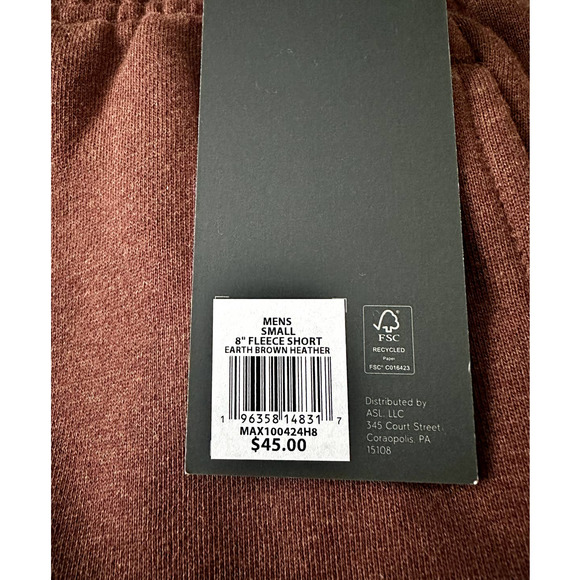 MENS
SMALL
8" FLEECE SHORT
EARTH BROWN HEATHER
1 96358 14831 7
MAX100424H8
$45.00
FSC
RECYCLED
Paper
FSC® C016423
Distributed by
ASL, LLC
345 Court Street
Coraopolis, PA
15108